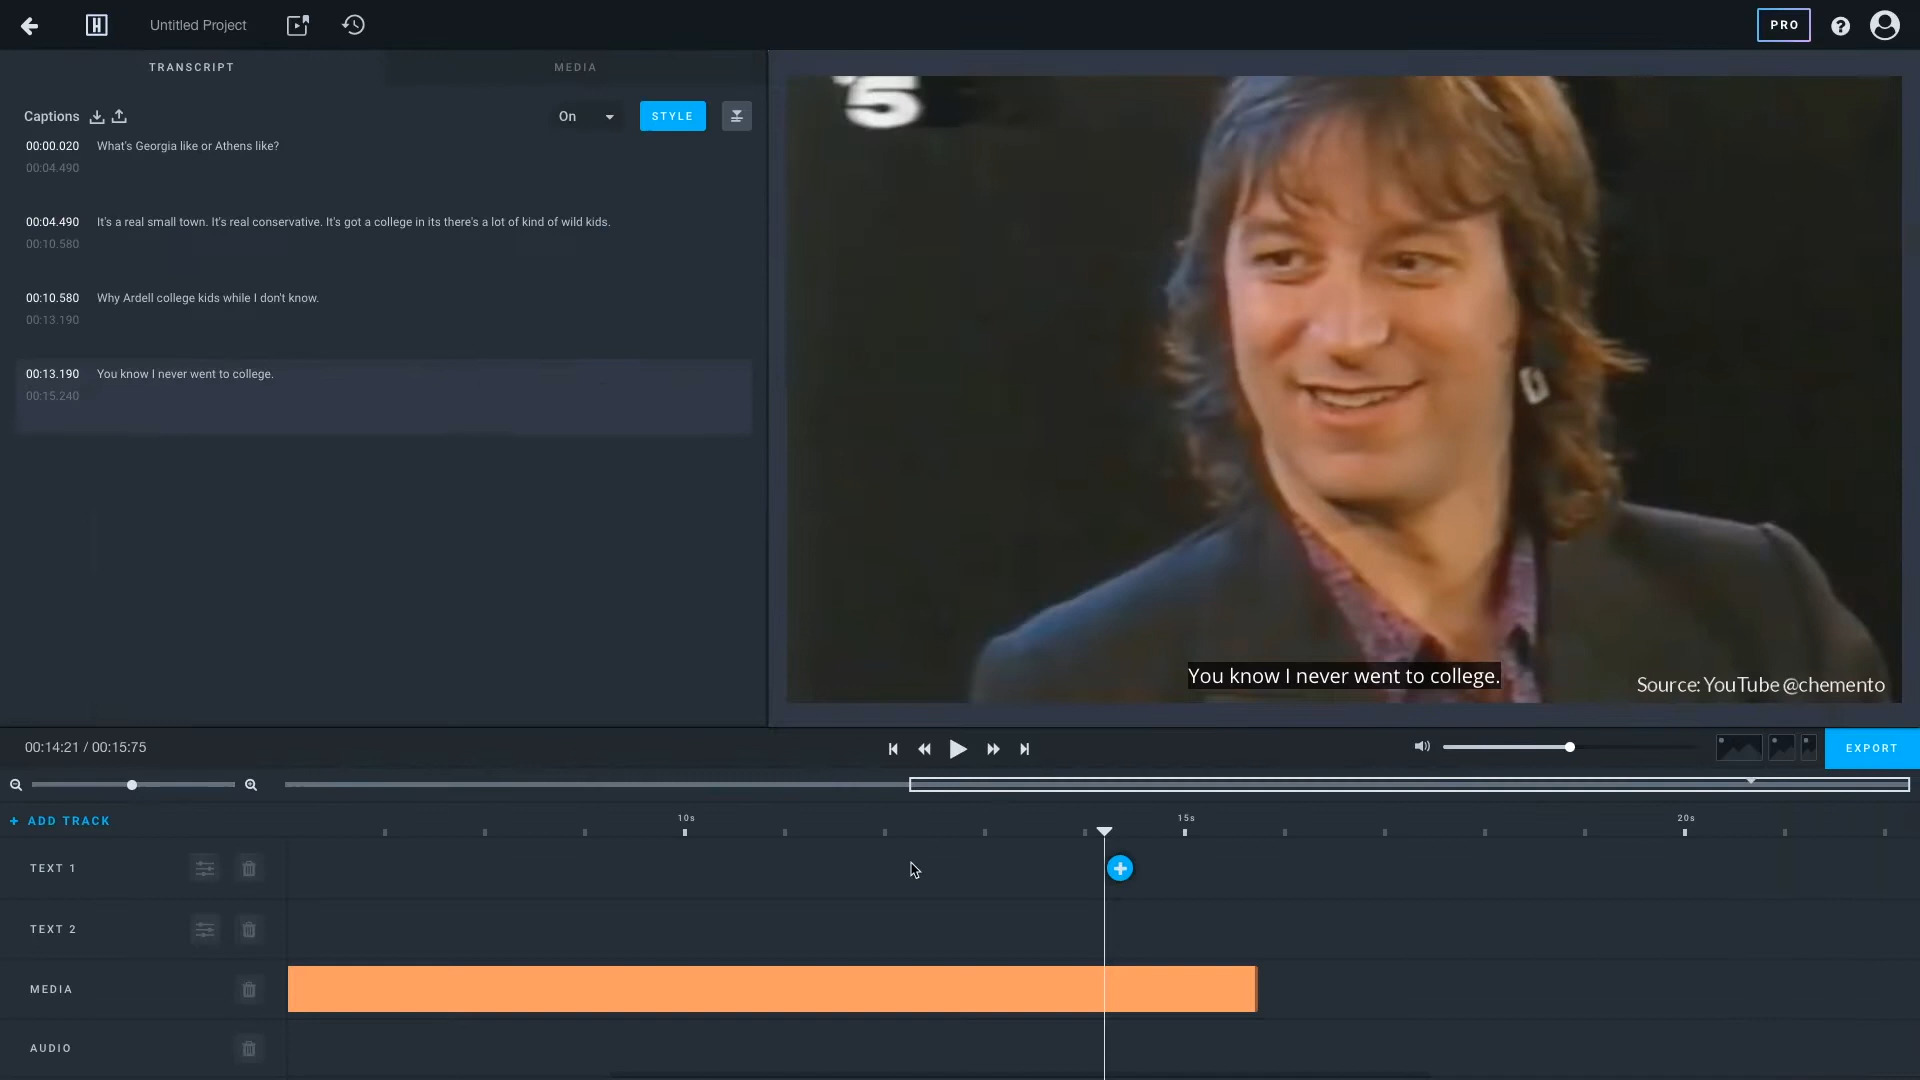 H Untitled Project PRO ?
TRANSCRIPT MEDIA
Captions On STYLE
00:00.020 What's Georgia like or Athens like?
00:04.490
00:04.490 It's a real small town. It's real conservative. It's got a college in its there's a lot of kind of wild kids.
00:10.580
00:10.580 Why Ardell college kids while I don't know.
00:13.190
00:13.190 You know I never went to college.
00:15.240
5
You know I never went to college.
Source: YouTube @chemento
00:14:21 / 00:15:75
EXPORT
+ ADD TRACK
10s 15s 20s
TEXT 1
TEXT 2
MEDIA
AUDIO